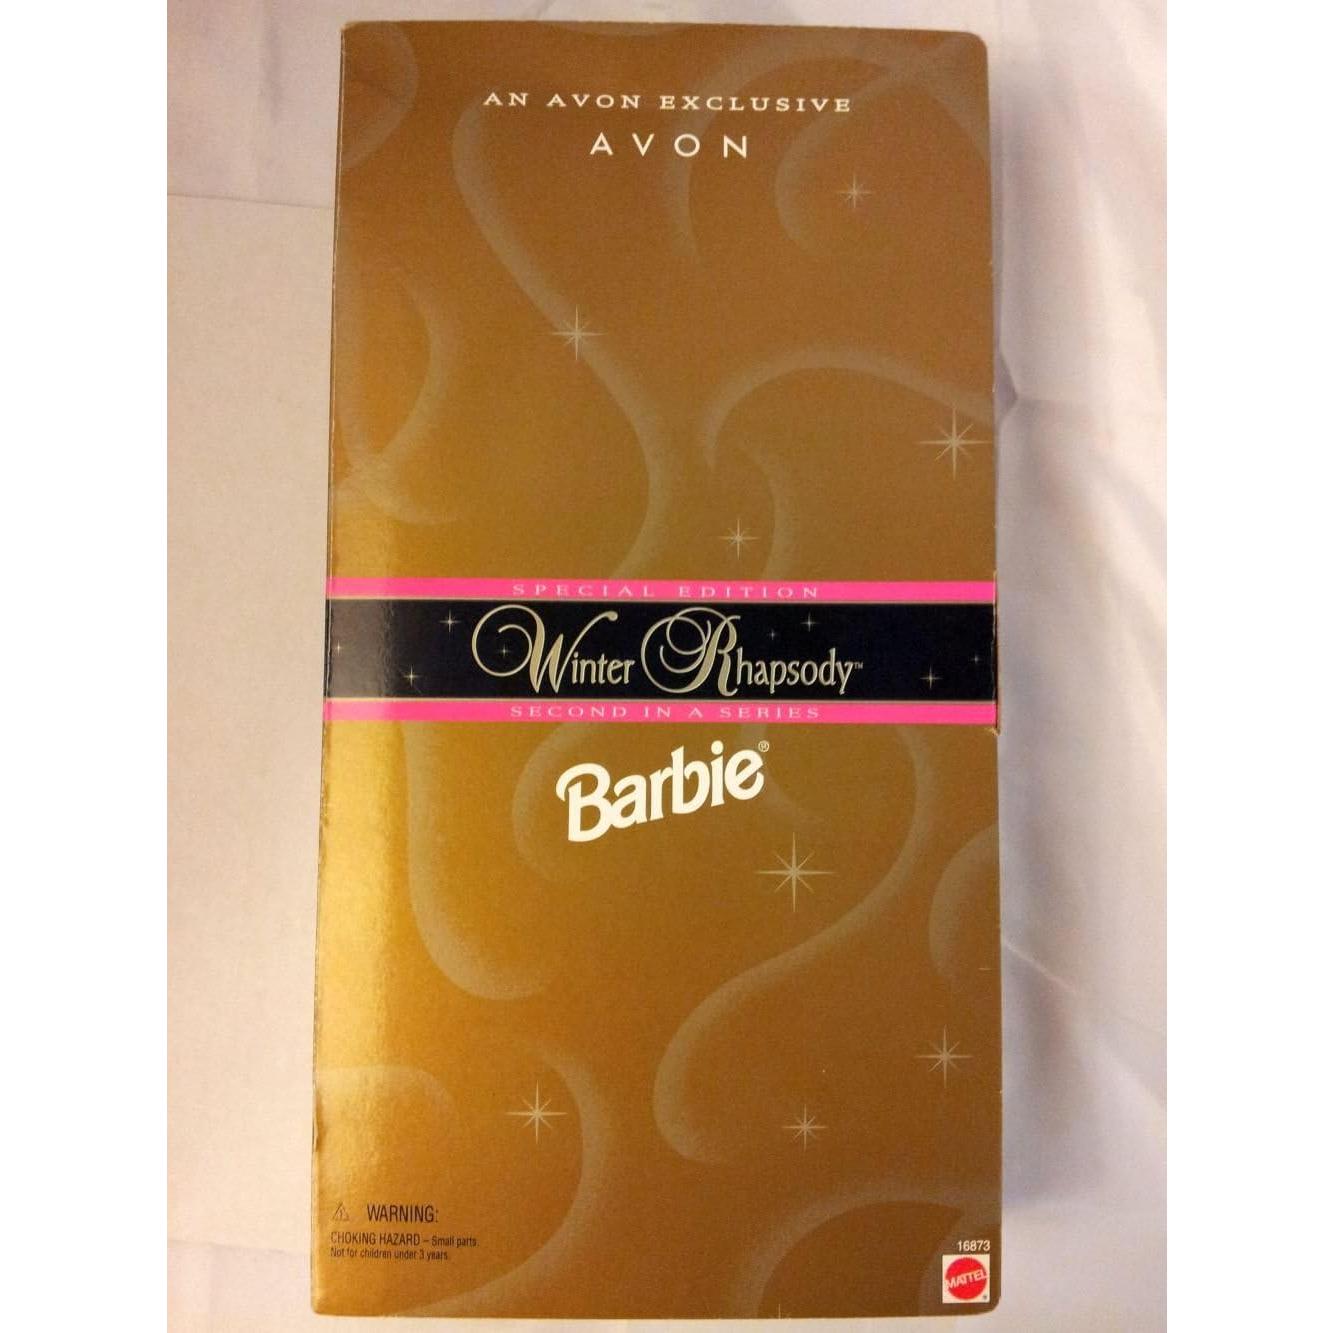 AN AVON EXCLUSIVE
AVON
SPECIAL EDITION
Winter Rhapsody™
SECOND IN A SERIES
Barbie®
⚠ WARNING:
CHOKING HAZARD – Small parts.
Not for children under 3 years.
16873
MATTEL®